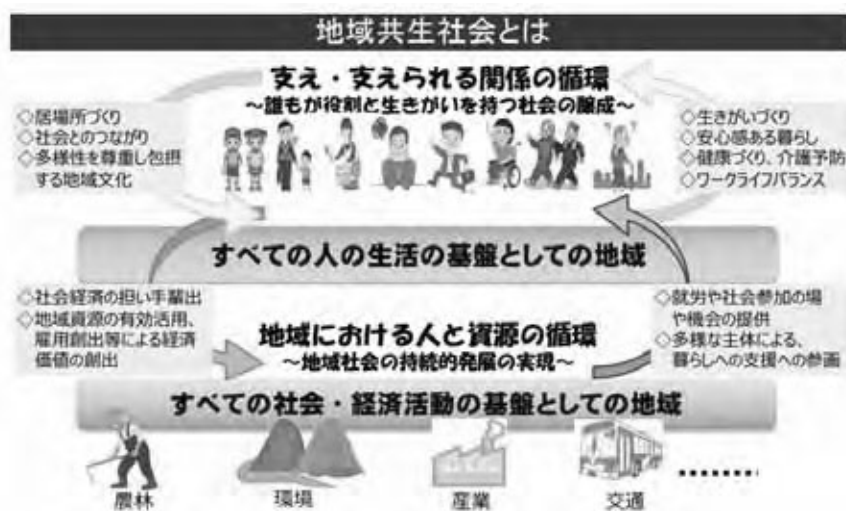 地域共生社会とは
支え・支えられる関係の循環
～誰もが役割と生きがいを持つ社会の醸成～
◇居場所づくり
◇社会とのつながり
◇多様性を尊重し包摂
する地域文化
◇生きがいづくり
◇安心感ある暮らし
◇健康づくり、介護予防
◇ワークライフバランス
すべての人の生活の基盤としての地域
◇社会経済の担い手輩出
◇地域資源の有効活用、
雇用創出等による経済
価値の創出
地域における人と資源の循環
～地域社会の持続的発展の実現～
◇就労や社会参加の場
や機会の提供
◇多様な主体による、
暮らしへの支援への参画
すべての社会・経済活動の基盤としての地域
農林
環境
産業
交通